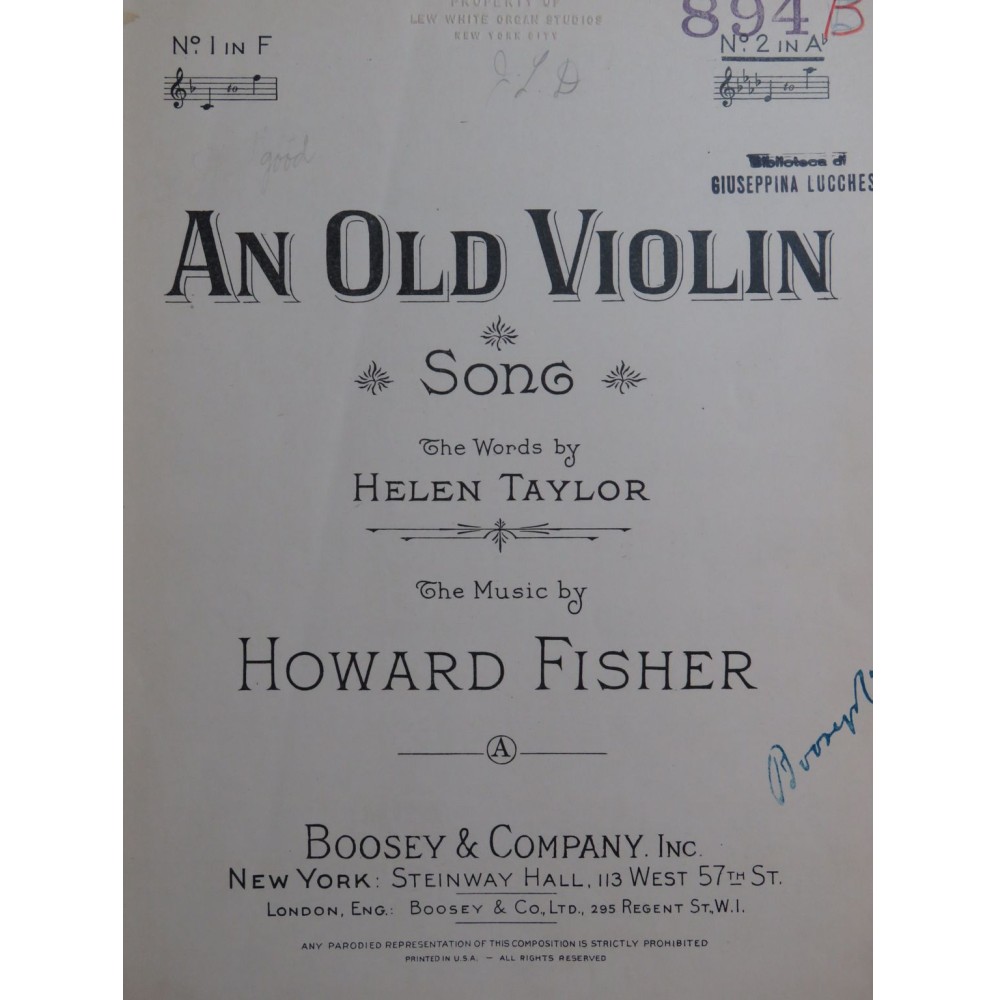 PROPERTY OF
LEW WHITE ORGAN STUDIOS
NEW YORK CITY
894 B
No. 1 IN F
No. 2 IN A♭
to
to
J. L. D
good
Biblioteca di
GIUSEPPINA LUCCHES
AN OLD VIOLIN
SONG
The Words by
HELEN TAYLOR
The Music by
HOWARD FISHER
A
BOOSEY & COMPANY. INC.
NEW YORK: STEINWAY HALL, 113 WEST 57TH ST.
LONDON, ENG.: BOOSEY & CO., LTD., 295 REGENT ST., W.1.
ANY PARODIED REPRESENTATION OF THIS COMPOSITION IS STRICTLY PROHIBITED
PRINTED IN U.S.A. — ALL RIGHTS RESERVED